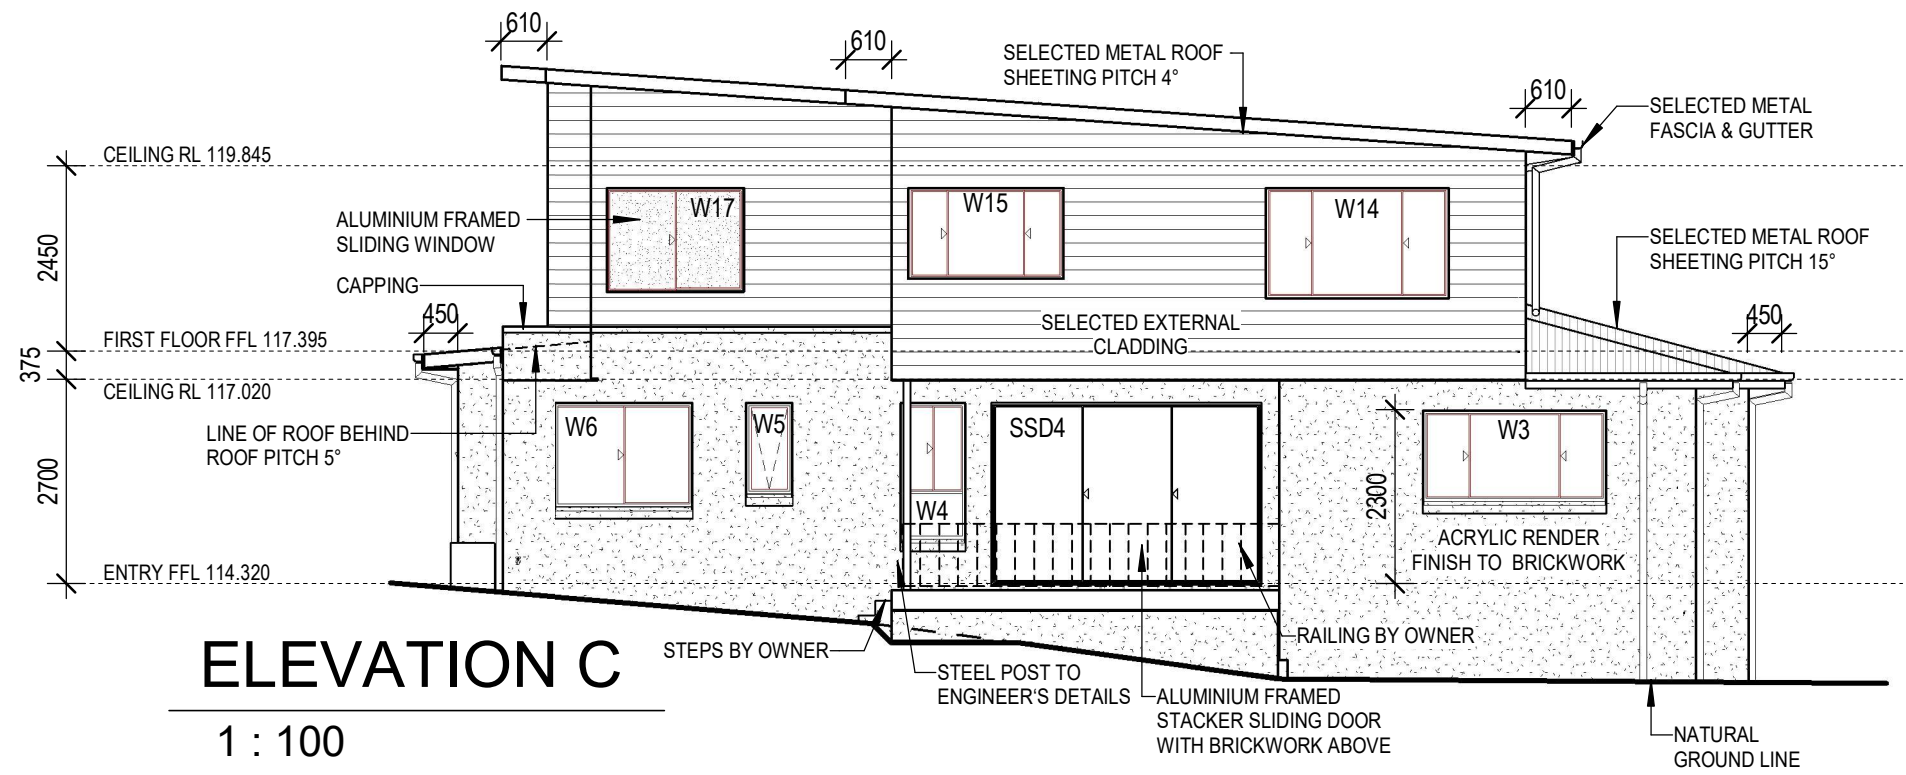 610
610
SELECTED METAL ROOF
SHEETING PITCH 4°
610
SELECTED METAL
FASCIA & GUTTER
CEILING RL 119.845
ALUMINIUM FRAMED
SLIDING WINDOW
W17
W15
W14
2450
SELECTED METAL ROOF
SHEETING PITCH 15°
CAPPING
450
450
FIRST FLOOR FFL 117.395
SELECTED EXTERNAL
CLADDING
375
CEILING RL 117.020
LINE OF ROOF BEHIND
ROOF PITCH 5°
W6
W5
SSD4
W3
2700
2300
W4
ACRYLIC RENDER
FINISH TO BRICKWORK
ENTRY FFL 114.320
STEPS BY OWNER
RAILING BY OWNER
STEEL POST TO
ENGINEER'S DETAILS
ALUMINIUM FRAMED
STACKER SLIDING DOOR
WITH BRICKWORK ABOVE
NATURAL
GROUND LINE
ELEVATION C
1 : 100